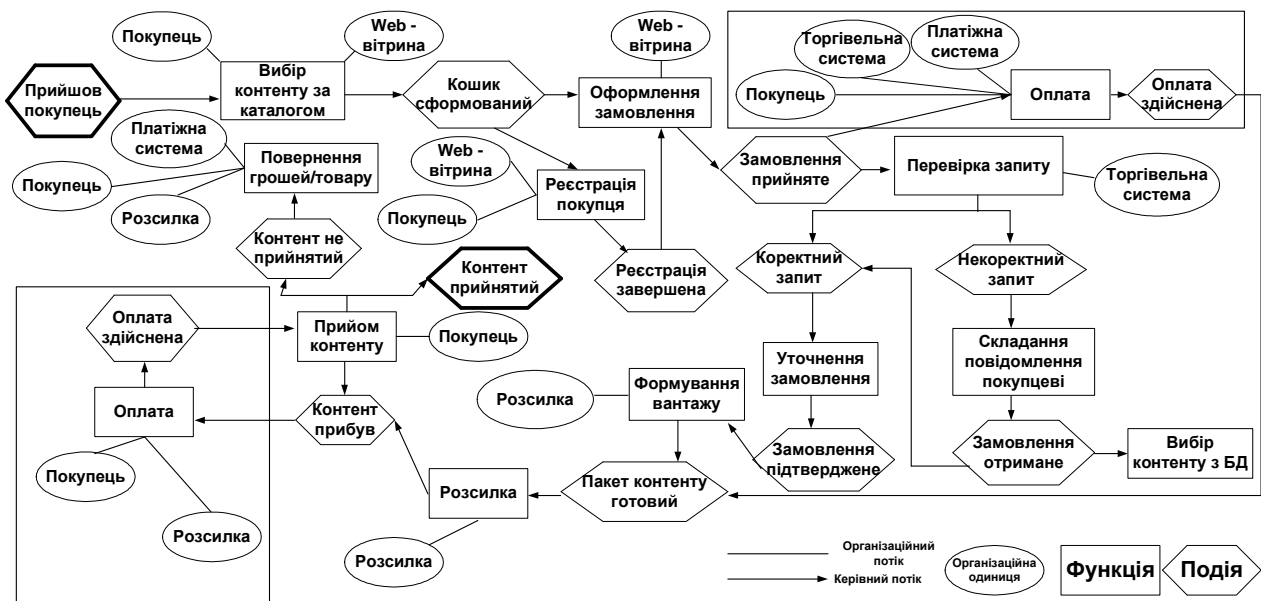 Покупець
Web -
вітрина
Прийшов
покупець
Вибір
контенту за
каталогом
Кошик
сформований
Web -
вітрина
Оформлення
замовлення
Торгівельна
система
Платіжна
система
Покупець
Оплата
Оплата
здійснена
Платіжна
система
Покупець
Розсилка
Повернення
грошей/товару
Web -
вітрина
Покупець
Реєстрація
покупця
Замовлення
прийняте
Перевірка запиту
Торгівельна
система
Контент не
прийнятий
Контент
прийнятий
Реєстрація
завершена
Коректний
запит
Некоректний
запит
Оплата
здійснена
Прийом
контенту
Покупець
Уточнення
замовлення
Складання
повідомлення
покупцеві
Оплата
Контент
прибув
Розсилка
Формування
вантажу
Замовлення
підтверджене
Замовлення
отримане
Вибір
контенту з БД
Покупець
Розсилка
Розсилка
Пакет контенту
готовий
Розсилка
Організаційний
потік
Керівний потік
Організаційна
одиниця
Функція
Подія